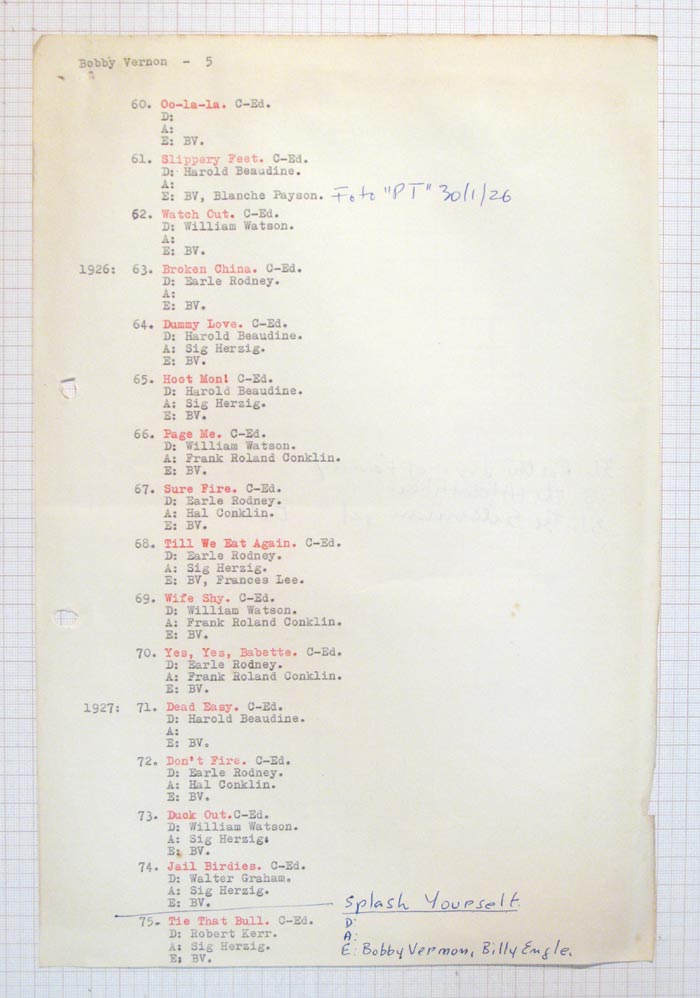 Bobby Vernon - 5
60. Oo-la-la. C-Ed.
D:
A:
E: BV.
61. Slippery Feet. C-Ed.
D: Harold Beaudine.
A:
E: BV, Blanche Payson. Foto "PT" 30/1/26
62. Watch Out. C-Ed.
D: William Watson.
A:
E: BV.
1926: 63. Broken China. C-Ed.
D: Earle Rodney.
A:
E: BV.
64. Dummy Love. C-Ed.
D: Harold Beaudine.
A: Sig Herzig.
E: BV.
65. Hoot Mon! C-Ed.
D: Harold Beaudine.
A: Sig Herzig.
E: BV.
66. Page Me. C-Ed.
D: William Watson.
A: Frank Roland Conklin.
E: BV.
67. Sure Fire. C-Ed.
D: Earle Rodney.
A: Hal Conklin.
E: BV.
68. Till We Eat Again. C-Ed.
D: Earle Rodney.
A: Sig Herzig.
E: BV, Frances Lee.
69. Wife Shy. C-Ed.
D: William Watson.
A: Frank Roland Conklin.
E: BV.
70. Yes, Yes, Babette. C-Ed.
D: Earle Rodney.
A: Frank Roland Conklin.
E: BV.
1927: 71. Dead Easy. C-Ed.
D: Harold Beaudine.
A:
E: BV.
72. Don't Fire. C-Ed.
D: Earle Rodney.
A: Hal Conklin.
E: BV.
73. Duck Out.C-Ed.
D: William Watson.
A: Sig Herzig.
E: BV.
74. Jail Birdies. C-Ed.
D: Walter Graham.
A: Sig Herzig.
E: BV.
Splash Yourself.
D:
A:
E: Bobby Vernon, Billy Engle.
75. Tie That Bull. C-Ed.
D: Robert Kerr.
A: Sig Herzig.
E: BV.